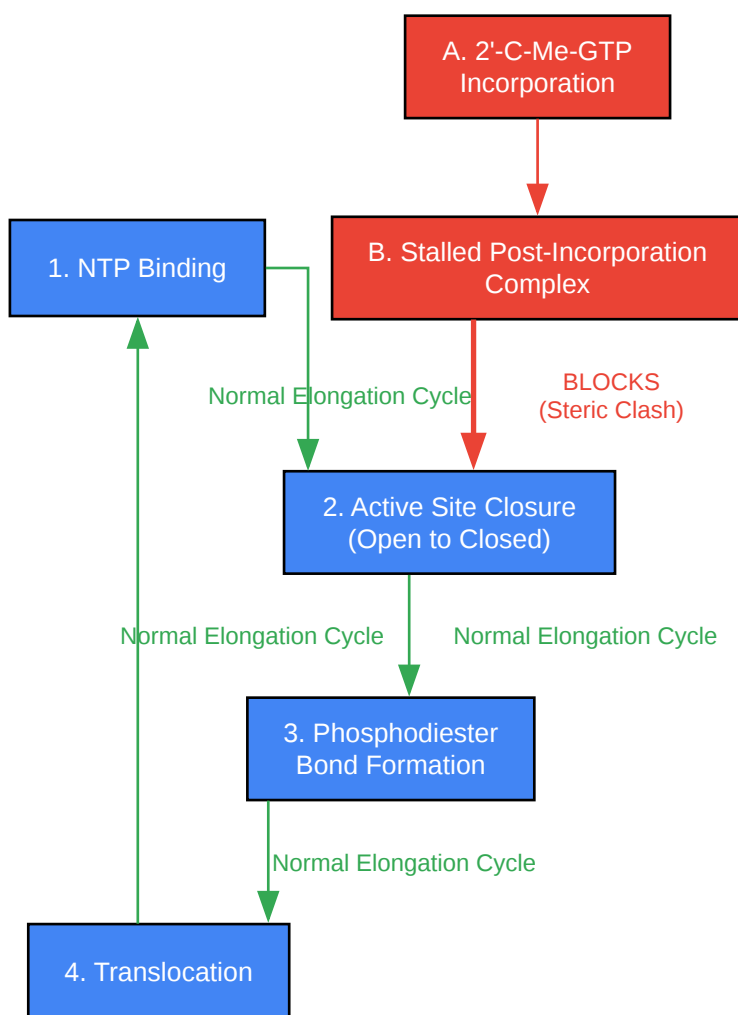 A. 2'-C-Me-GTP
Incorporation
B. Stalled Post-Incorporation
Complex
1. NTP Binding
BLOCKS
(Steric Clash)
Normal Elongation Cycle
2. Active Site Closure
(Open to Closed)
Normal Elongation Cycle
Normal Elongation Cycle
3. Phosphodiester
Bond Formation
Normal Elongation Cycle
4. Translocation